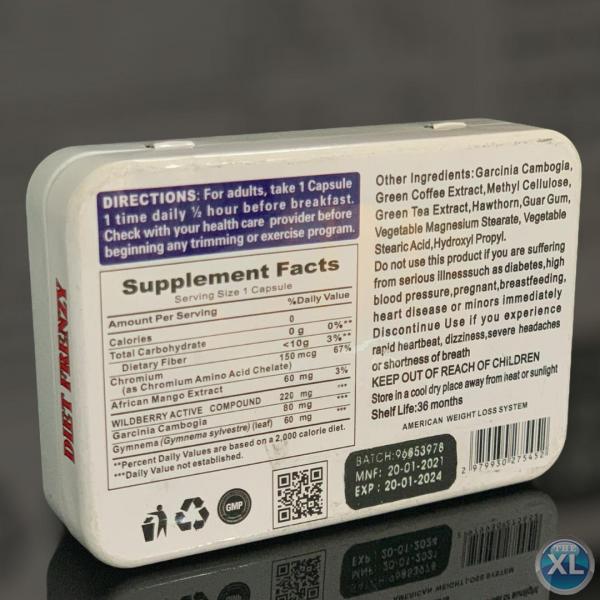 DIET FRENZY
DIRECTIONS: For adults, take 1 Capsule
1 time daily ½ hour before breakfast.
Check with your health care provider before
beginning any trimming or exercise program.
Supplement Facts
Serving Size 1 Capsule
Amount Per Serving %Daily Value
Calories 0
Total Carbohydrate 0 g 0%**
Dietary Fiber <10g 3%**
Chromium 150 mcg 67%
(as Chromium Amino Acid Chelate)
African Mango Extract 60 mg 3%
WILDBERRY ACTIVE COMPOUND 220 mg ***
Garcinia Cambogia 80 mg ***
Gymnema (Gymnema sylvestre) (leaf) 60 mg ***
**Percent Daily Values are based on a 2,000 calorie diet.
***Daily Value not established.
GMP
Other Ingredients: Garcinia Cambogla,
Green Coffee Extract, Methyl Cellulose,
Green Tea Extract, Hawthorn, Guar Gum,
Vegetable Magnesium Stearate, Vegetable
Stearic Acid, Hydroxyl Propyl.
Do not use this product if you are suffering
from serious illnesssuch as diabetes, high
blood pressure, pregnant, breastfeeding,
heart disease or minors immediately
Discontinue Use if you experience
rapid heartbeat, dizziness, severe headaches
or shortness of breath
KEEP OUT OF REACH OF CHILDREN
Store in a cool dry place away from heat or sunlight
Shelf Life: 36 months
AMERICAN WEIGHT LOSS SYSTEM
BATCH: 96853978
MNF: 20-01-2021
EXP: 20-01-2024
2 979930 275452
THE
XL